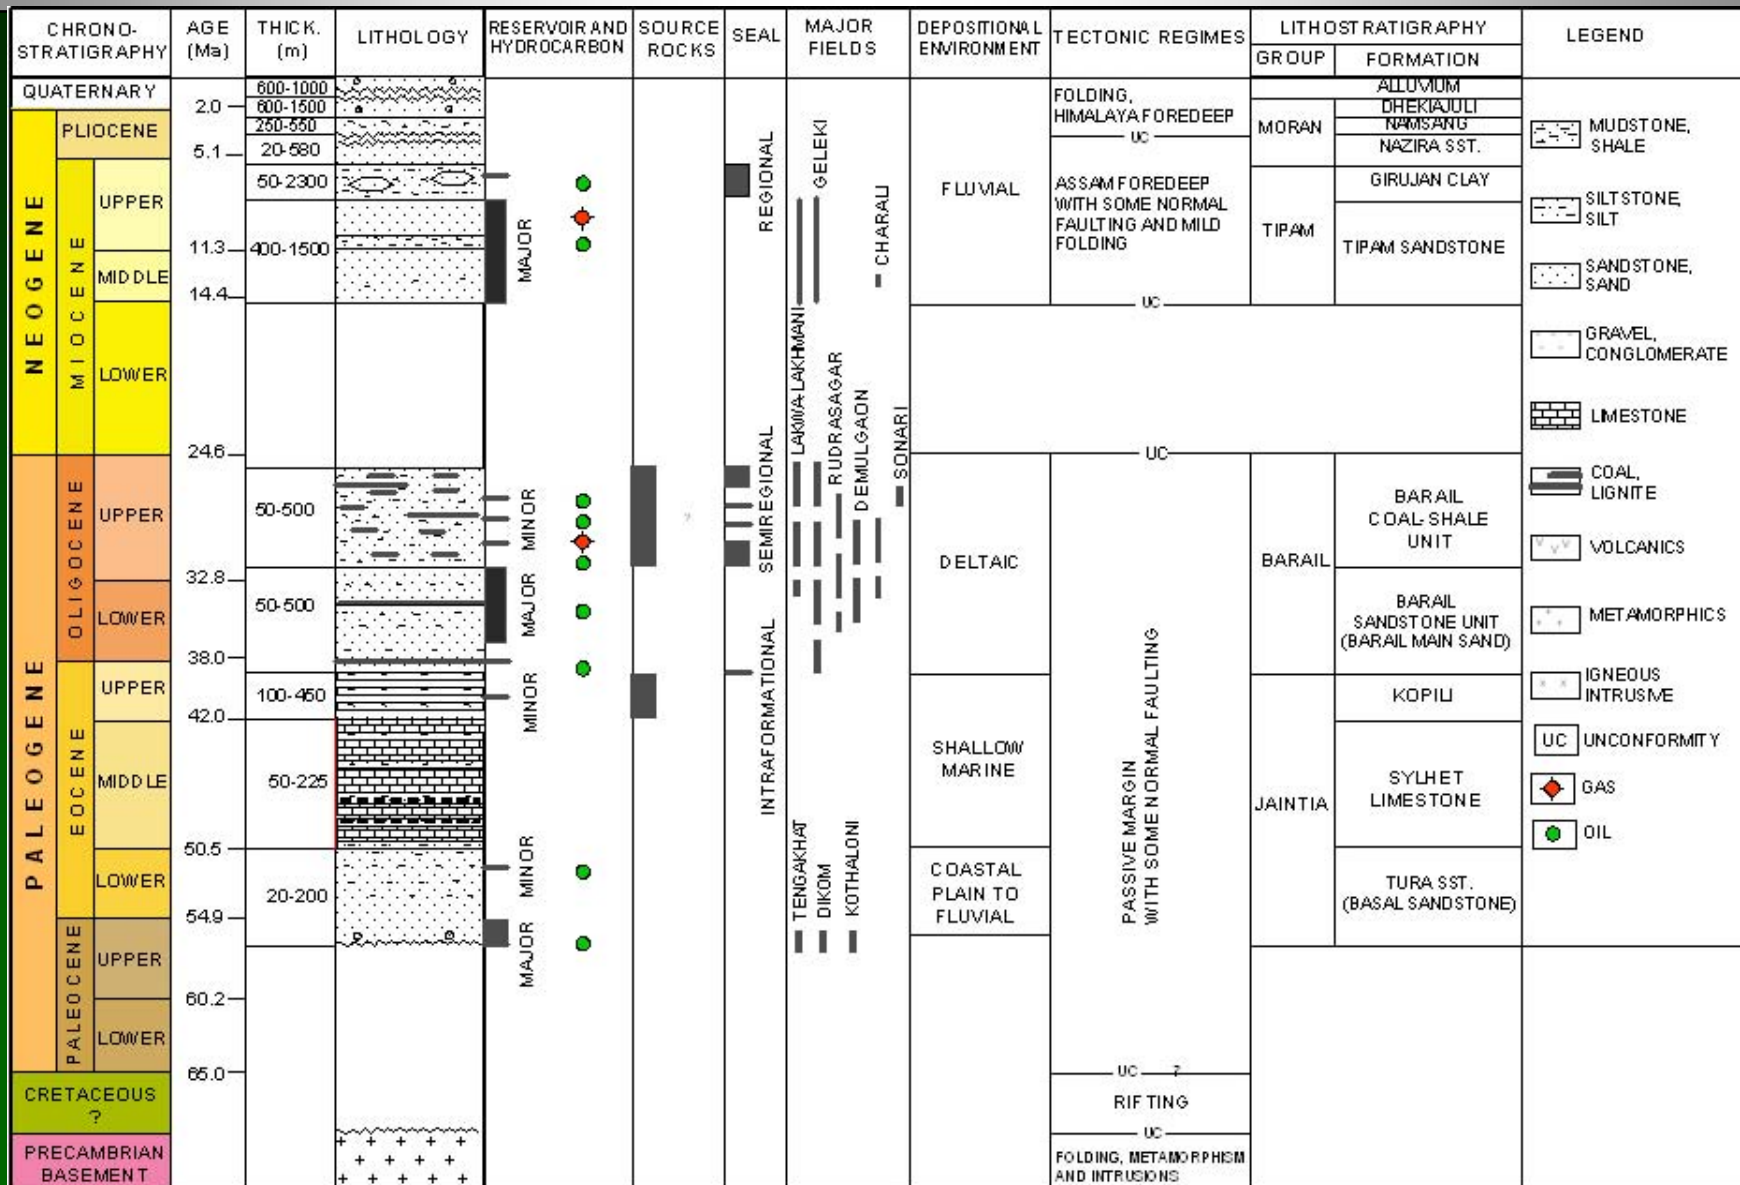 CHRONO-
STRATIGRAPHY
AGE
(Ma)
THICK.
(m)
LITHOLOGY
RESERVOIR AND
HYDROCARBON
SOURCE
ROCKS
SEAL
MAJOR
FIELDS
DEPOSITIONAL
ENVIRONMENT
TECTONIC REGIMES
LITHOSTRATIGRAPHY
GROUP
FORMATION
LEGEND
QUATERNARY
NEOGENE
PLIOCENE
MIOCENE
UPPER
MIDDLE
LOWER
PALEOGENE
OLIGOCENE
UPPER
LOWER
EOCENE
UPPER
MIDDLE
LOWER
PALEOCENE
UPPER
LOWER
CRETACEOUS
?
PRECAMBRIAN
BASEMENT
2.0
5.1
11.3
14.4
24.6
32.8
38.0
42.0
50.5
54.9
60.2
65.0
600-1000
600-1500
250-550
20-580
50-2300
400-1500
50-500
50-500
100-450
50-225
20-200
MAJOR
MINOR
MAJOR
MINOR
MINOR
MAJOR
?
REGIONAL
SEMIREGIONAL
INTRAFORMATIONAL
GELEKI
CHARALI
LAKWA-LAKHMANI
RUDRASAGAR
DEMULGAON
SONARI
TENGAKHAT
DIKOM
KOTHALONI
FLUVIAL
DELTAIC
SHALLOW
MARINE
COASTAL
PLAIN TO
FLUVIAL
FOLDING,
HIMALAYA FOREDEEP
UC
ASSAM FOREDEEP
WITH SOME NORMAL
FAULTING AND MILD
FOLDING
UC
UC
PASSIVE MARGIN
WITH SOME NORMAL FAULTING
UC ?
RIFTING
UC
FOLDING, METAMORPHISM
AND INTRUSIONS
MORAN
TIPAM
BARAIL
JAINTIA
ALLUVIUM
DHEKIAJULI
NAMSANG
NAZIRA SST.
GIRUJAN CLAY
TIPAM SANDSTONE
BARAIL
COAL-SHALE
UNIT
BARAIL
SANDSTONE UNIT
(BARAIL MAIN SAND)
KOPILI
SYLHET
LIMESTONE
TURA SST.
(BASAL SANDSTONE)
MUDSTONE,
SHALE
SILTSTONE,
SILT
SANDSTONE,
SAND
GRAVEL,
CONGLOMERATE
LIMESTONE
COAL,
LIGNITE
VOLCANICS
METAMORPHICS
IGNEOUS
INTRUSIVE
UC UNCONFORMITY
GAS
OIL